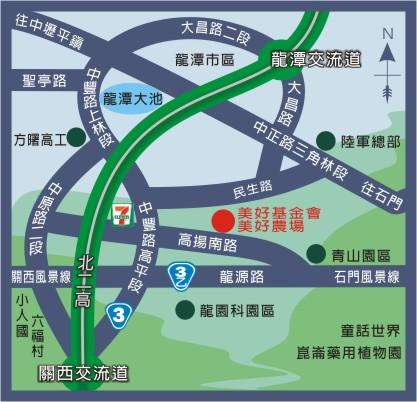 往中壢平鎮
大昌路二段
N
龍潭市區
龍潭交流道
聖亭路
中豐路上林段
龍潭大池
大昌路
方曙高工
中正路三角林段
陸軍總部
民生路
往石門
中原路二段
7
ELEVEN
中豐路高平段
美好基金會
美好農場
高揚南路
青山園區
北二高
關西風景線
3乙
龍源路
石門風景線
小人國
六福村
3
龍園科園區
童話世界
崑崙藥用植物園
關西交流道